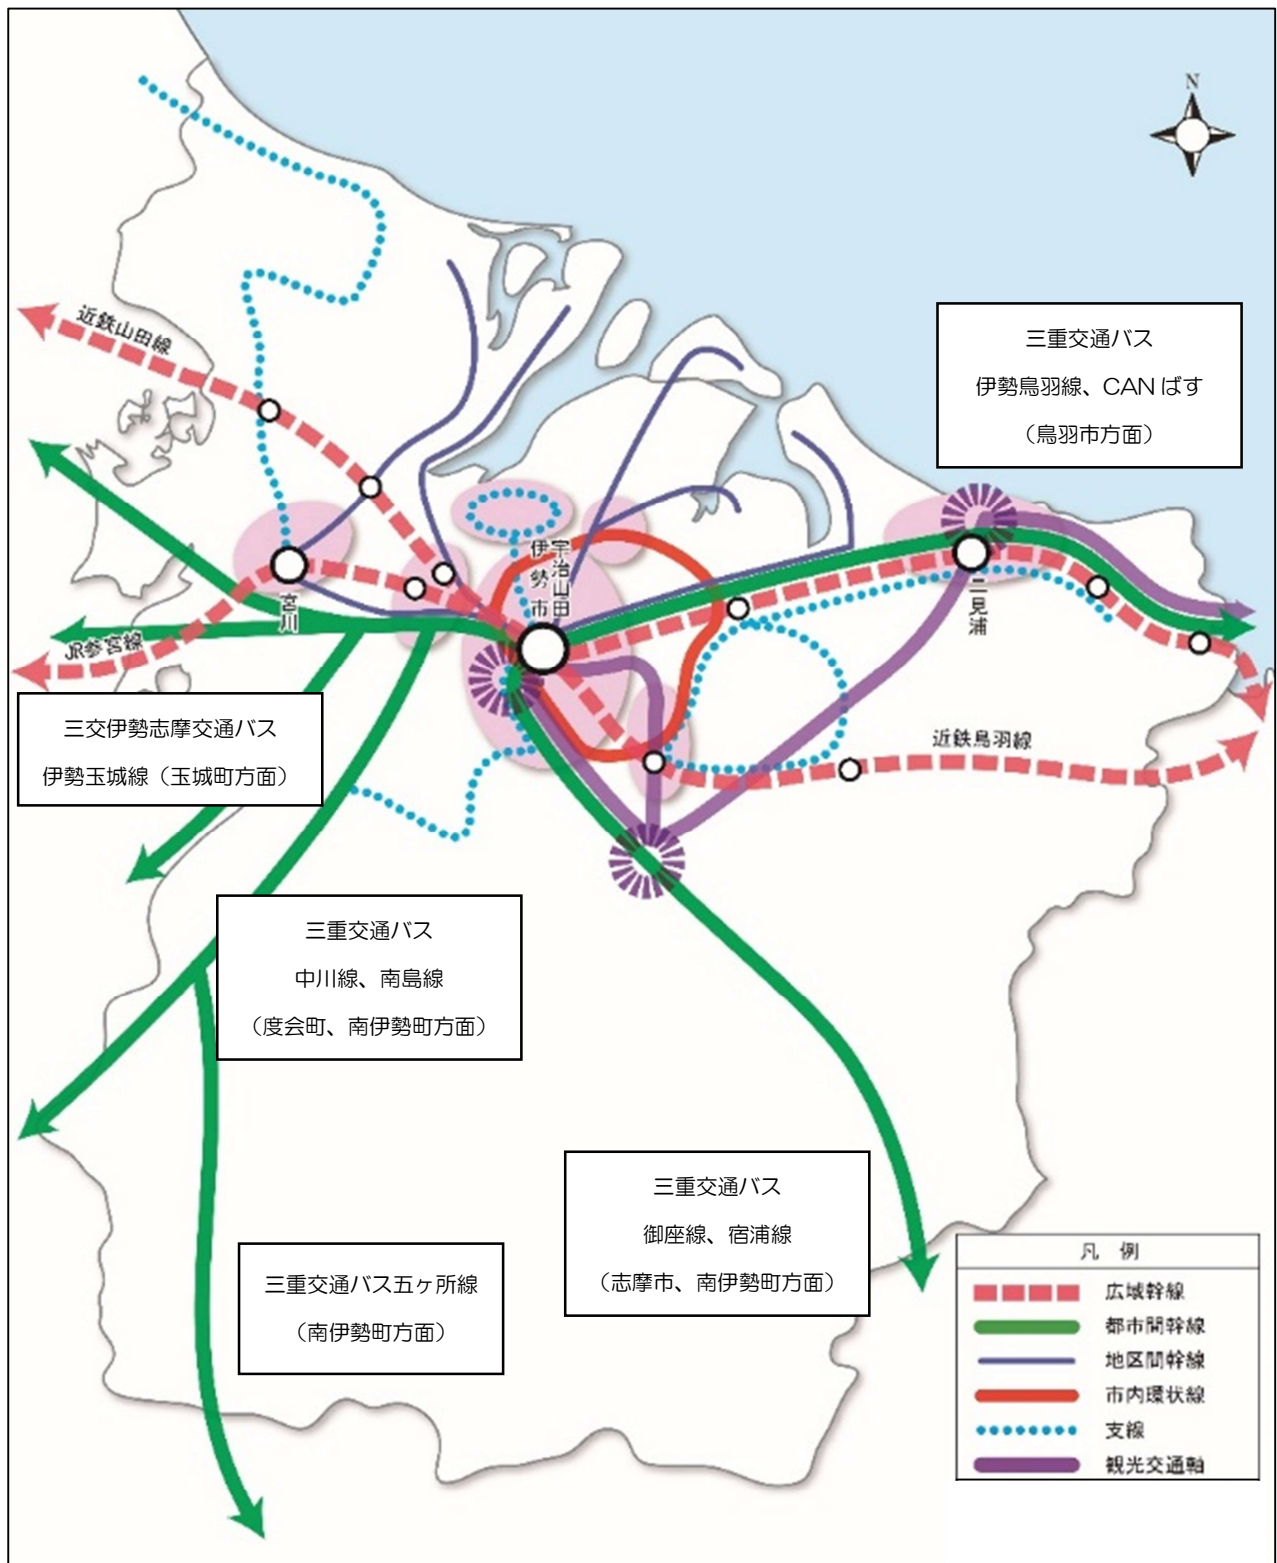 N
近鉄山田線
三重交通バス
伊勢鳥羽線、CANばす
（鳥羽市方面）
宇治山田
伊勢市
宮川
二見浦
JR参宮線
三交伊勢志摩交通バス
伊勢玉城線（玉城町方面）
近鉄鳥羽線
三重交通バス
中川線、南島線
（度会町、南伊勢町方面）
三重交通バス
御座線、宿浦線
（志摩市、南伊勢町方面）
三重交通バス五ヶ所線
（南伊勢町方面）
凡 例
広域幹線
都市間幹線
地区間幹線
市内環状線
支線
観光交通軸